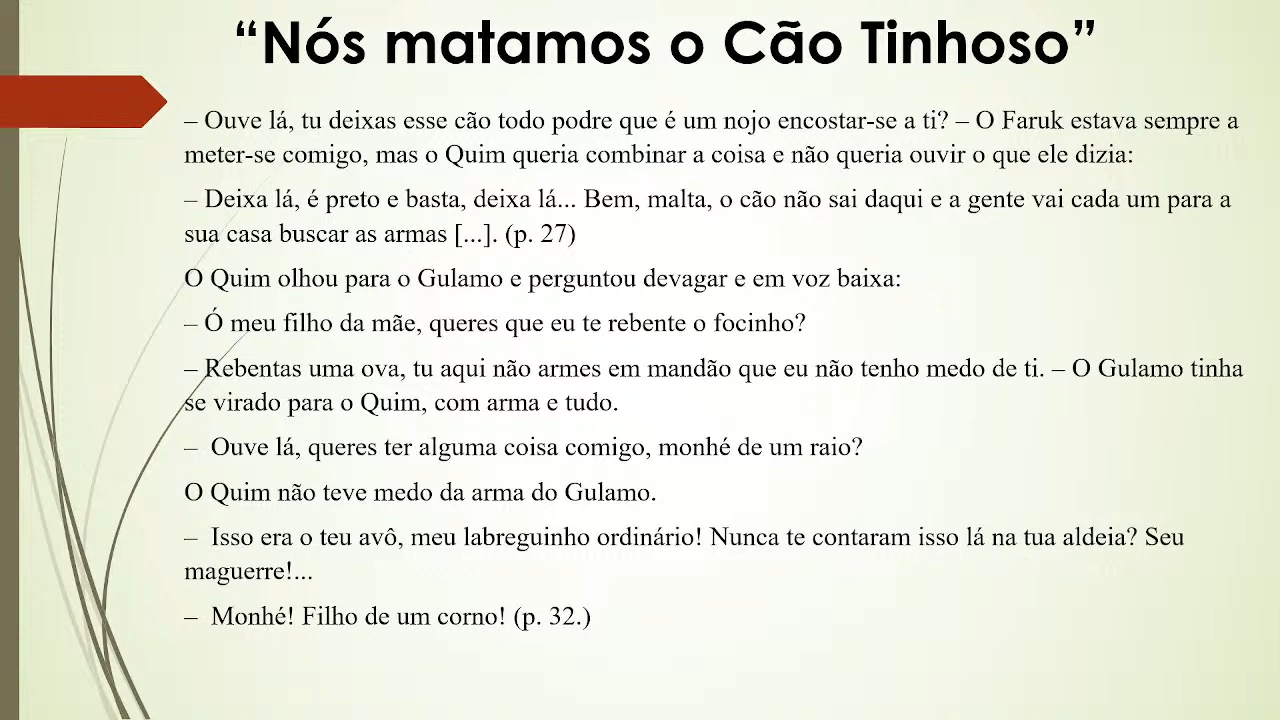 “Nós matamos o Cão Tinhoso”
– Ouve lá, tu deixas esse cão todo podre que é um nojo encostar-se a ti? – O Faruk estava sempre a
meter-se comigo, mas o Quim queria combinar a coisa e não queria ouvir o que ele dizia:
– Deixa lá, é preto e basta, deixa lá... Bem, malta, o cão não sai daqui e a gente vai cada um para a
sua casa buscar as armas [...]. (p. 27)
O Quim olhou para o Gulamo e perguntou devagar e em voz baixa:
– Ó meu filho da mãe, queres que eu te rebente o focinho?
– Rebentas uma ova, tu aqui não armes em mandão que eu não tenho medo de ti. – O Gulamo tinha
se virado para o Quim, com arma e tudo.
– Ouve lá, queres ter alguma coisa comigo, monhé de um raio?
O Quim não teve medo da arma do Gulamo.
– Isso era o teu avô, meu labreguinho ordinário! Nunca te contaram isso lá na tua aldeia? Seu
maguerre!...
– Monhé! Filho de um corno! (p. 32.)